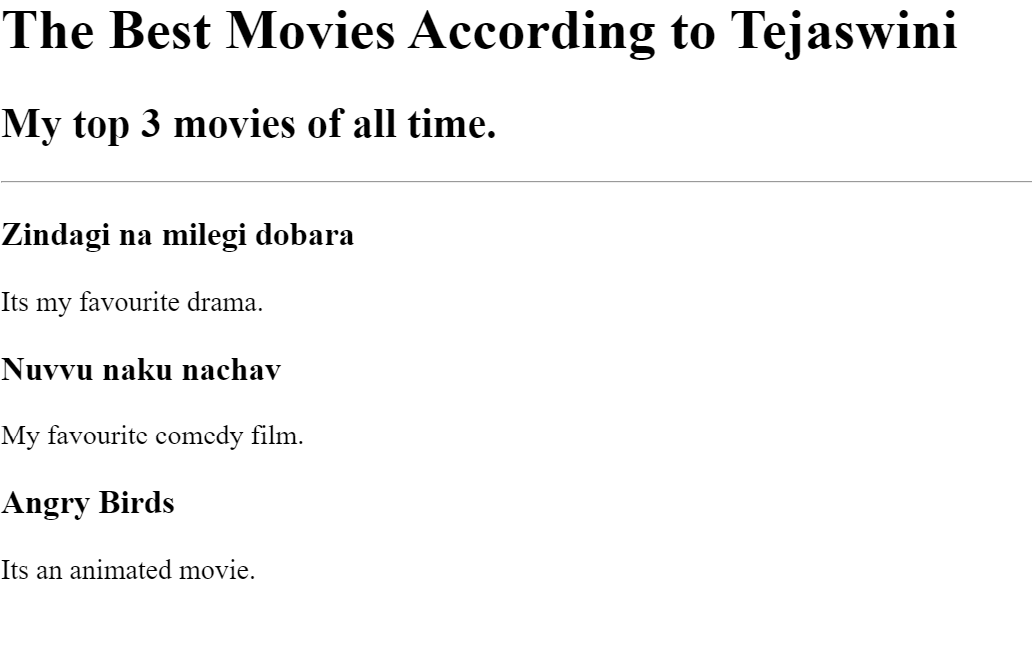 The Best Movies According to Tejaswini
My top 3 movies of all time.
Zindagi na milegi dobara
Its my favourite drama.
Nuvvu naku nachav
My favourite comedy film.
Angry Birds
Its an animated movie.